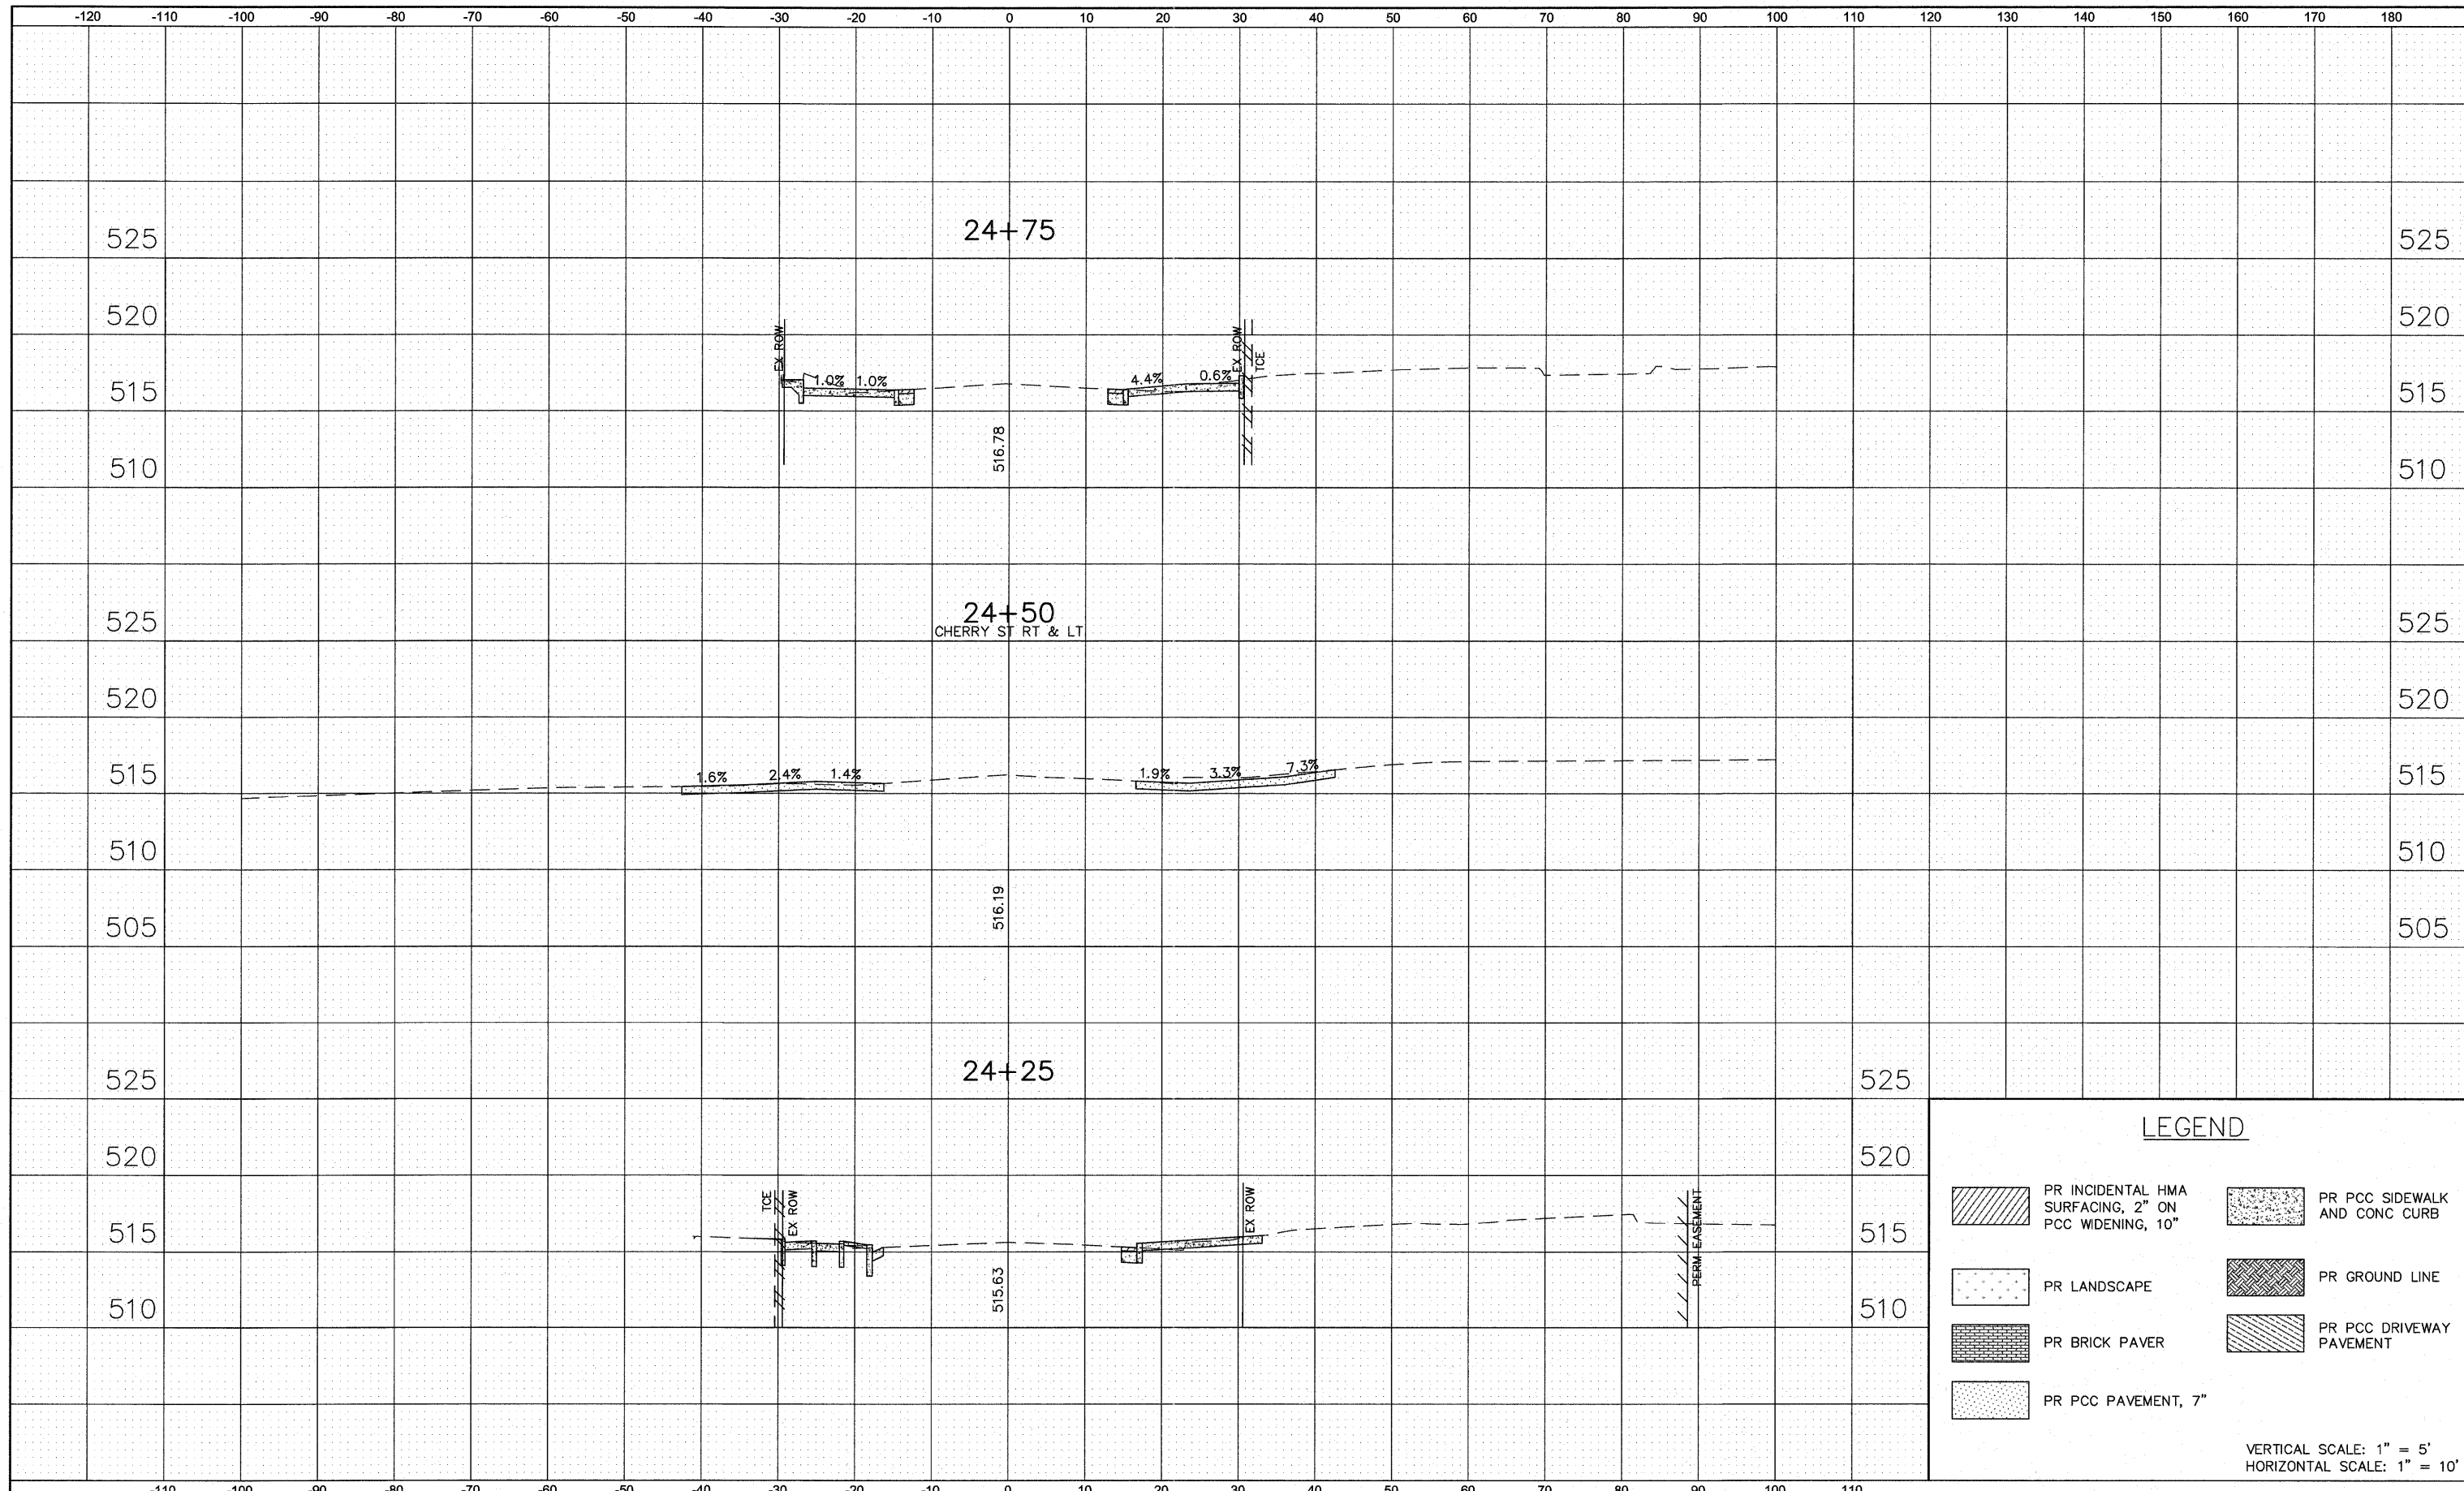 -120 -110 -100 -90 -80 -70 -60 -50 -40 -30 -20 -10 0 10 20 30 40 50 60 70 80 90 100 110 120 130 140 150 160 170 180
24+75
525 525
520 520
EX ROW EX ROW TCE
1.0% 1.0% 4.4% 0.6%
515 515
516.78
510 510
24+50
CHERRY ST RT & LT
525 525
520 520
1.6% 2.4% 1.4% 1.9% 3.3% 7.3%
515 515
510 510
516.19
505 505
24+25
525 525
520 520
TCE EX ROW EX ROW PERM EASEMENT
515 515
515.63
510 510
LEGEND
PR INCIDENTAL HMA
SURFACING, 2" ON
PCC WIDENING, 10"
PR PCC SIDEWALK
AND CONC CURB
PR LANDSCAPE
PR GROUND LINE
PR BRICK PAVER
PR PCC DRIVEWAY
PAVEMENT
PR PCC PAVEMENT, 7"
VERTICAL SCALE: 1" = 5'
HORIZONTAL SCALE: 1" = 10'
-110 -100 -90 -80 -70 -60 -50 -40 -30 -20 -10 0 10 20 30 40 50 60 70 80 90 100 110